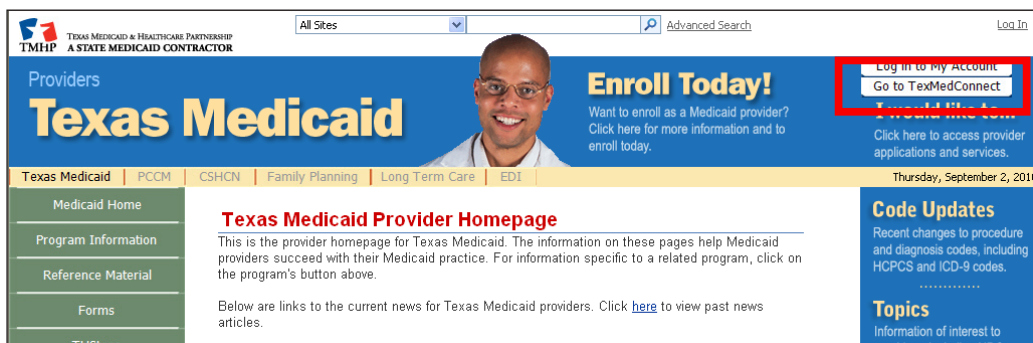 All Sites
Advanced Search
Log In
TEXAS MEDICAID & HEALTHCARE PARTNERSHIP
TMHP A STATE MEDICAID CONTRACTOR
Providers
Texas Medicaid
Enroll Today!
Want to enroll as a Medicaid provider?
Click here for more information and to
enroll today.
Log In to My Account
Go to TexMedConnect
I would like to...
Click here to access provider
applications and services.
Texas Medicaid PCCM CSHCN Family Planning Long Term Care EDI
Thursday, September 2, 2010
Medicaid Home
Program Information
Reference Material
Forms
Texas Medicaid Provider Homepage
This is the provider homepage for Texas Medicaid. The information on these pages help Medicaid
providers succeed with their Medicaid practice. For information specific to a related program, click on
the program's button above.
Below are links to the current news for Texas Medicaid providers. Click here to view past news
articles.
Code Updates
Recent changes to procedure
and diagnosis codes, including
HCPCS and ICD-9 codes.
Topics
Information of interest to